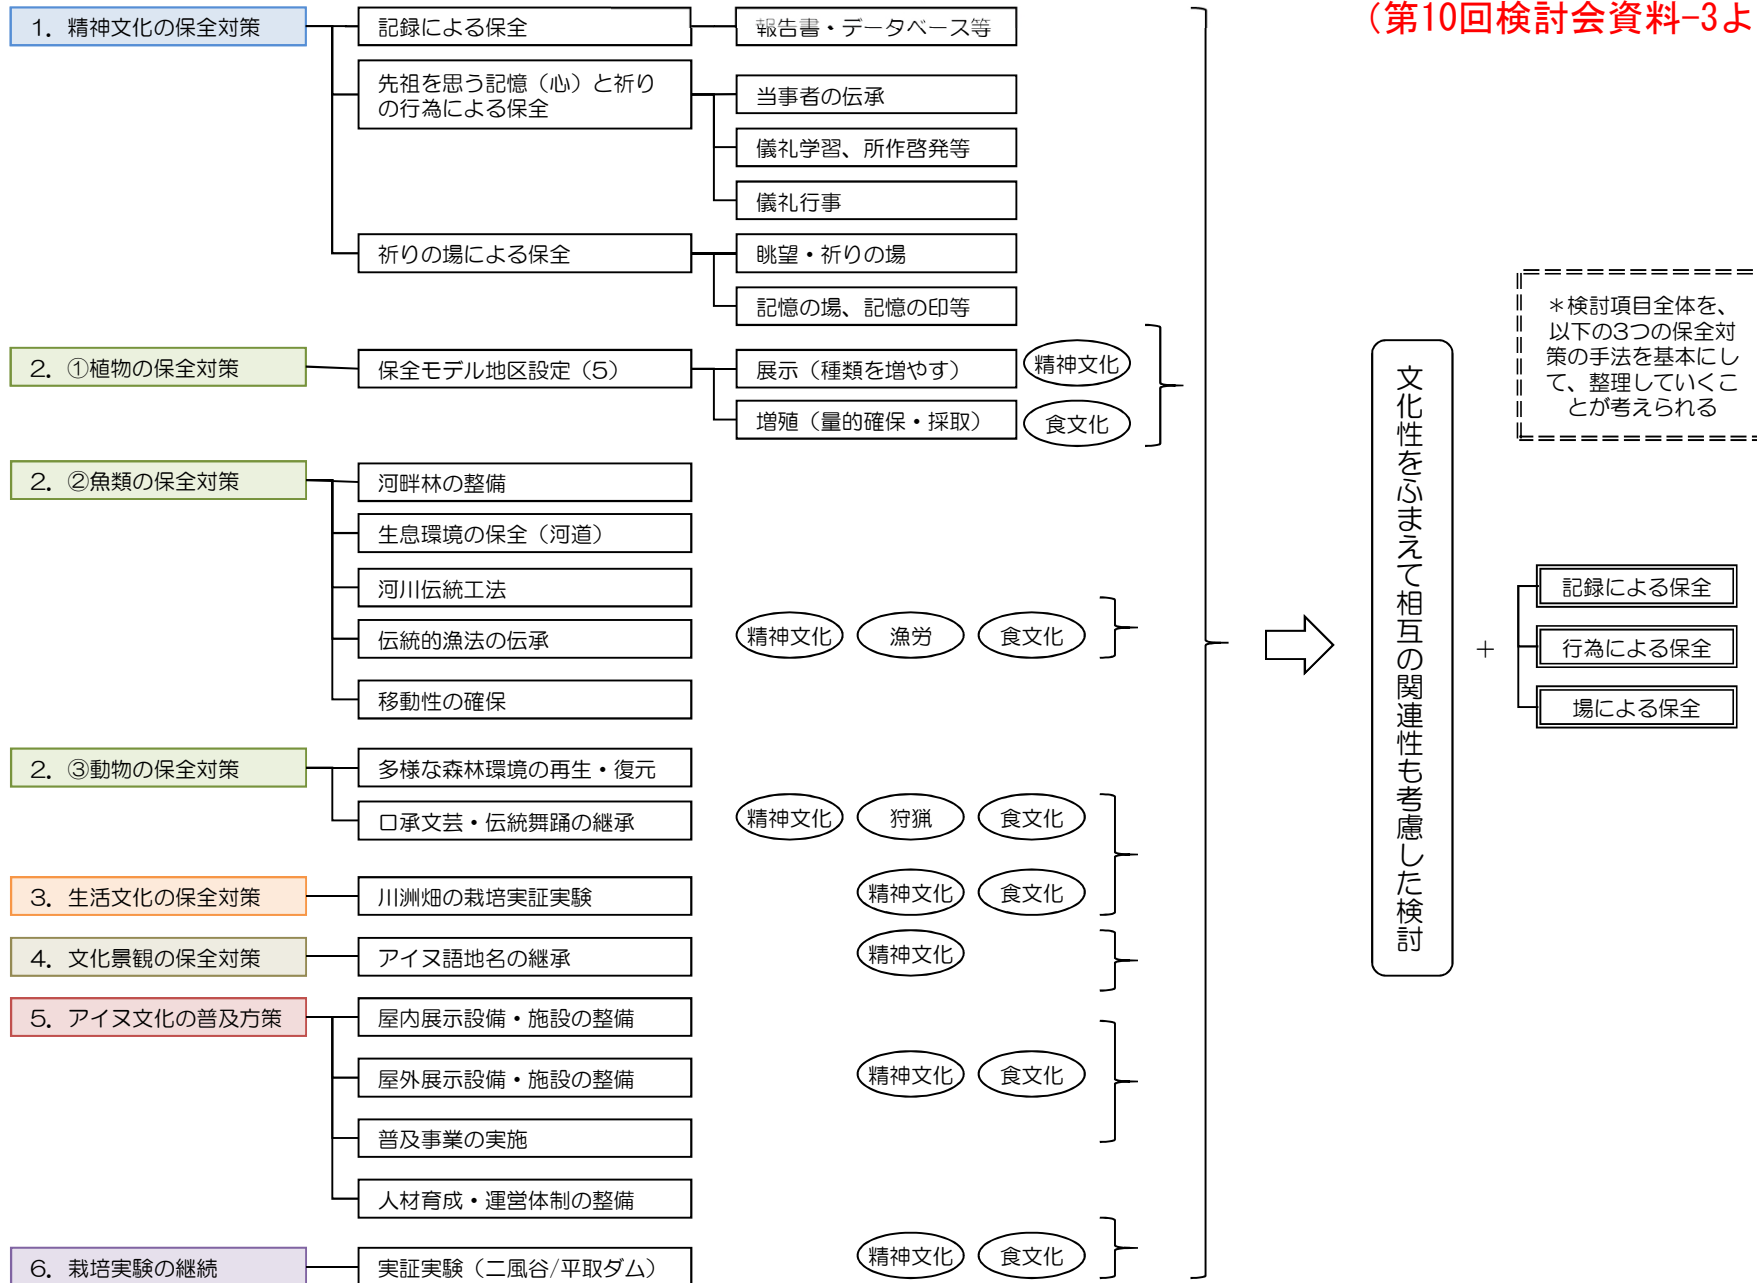 （第10回検討会資料-3よ
1．精神文化の保全対策
記録による保全
報告書・データベース等
先祖を思う記憶（心）と祈り
の行為による保全
当事者の伝承
儀礼学習、所作啓発等
儀礼行事
祈りの場による保全
眺望・祈りの場
記憶の場、記憶の印等
2．①植物の保全対策
保全モデル地区設定（5）
展示（種類を増やす）
精神文化
増殖（量的確保・採取）
食文化
2．②魚類の保全対策
河畔林の整備
生息環境の保全（河道）
河川伝統工法
伝統的漁法の伝承
精神文化
漁労
食文化
移動性の確保
2．③動物の保全対策
多様な森林環境の再生・復元
口承文芸・伝統舞踊の継承
精神文化
狩猟
食文化
3．生活文化の保全対策
川洲畑の栽培実証実験
精神文化
食文化
4．文化景観の保全対策
アイヌ語地名の継承
精神文化
5．アイヌ文化の普及方策
屋内展示設備・施設の整備
屋外展示設備・施設の整備
精神文化
食文化
普及事業の実施
人材育成・運営体制の整備
6．栽培実験の継続
実証実験（二風谷/平取ダム）
精神文化
食文化
文化性をふまえて相互の関連性も考慮した検討
＊検討項目全体を、
以下の3つの保全対
策の手法を基本にし
て、整理していくこ
とが考えられる
＋
記録による保全
行為による保全
場による保全